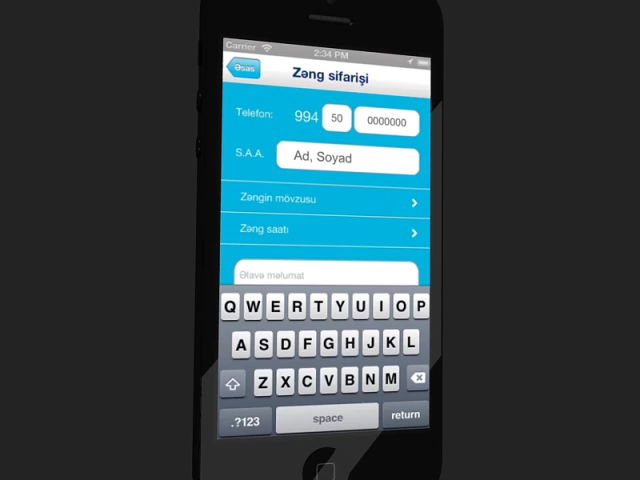 Carrier 2:34 PM
Əsas Zəng sifarişi
Telefon: 994 50 0000000
S.A.A. Ad, Soyad
Zəngin mövzusu
Zəng saatı
Əlavə məlumat
Q W E R T Y U I O P
A S D F G H J K L
Z X C V B N M
.?123 space return